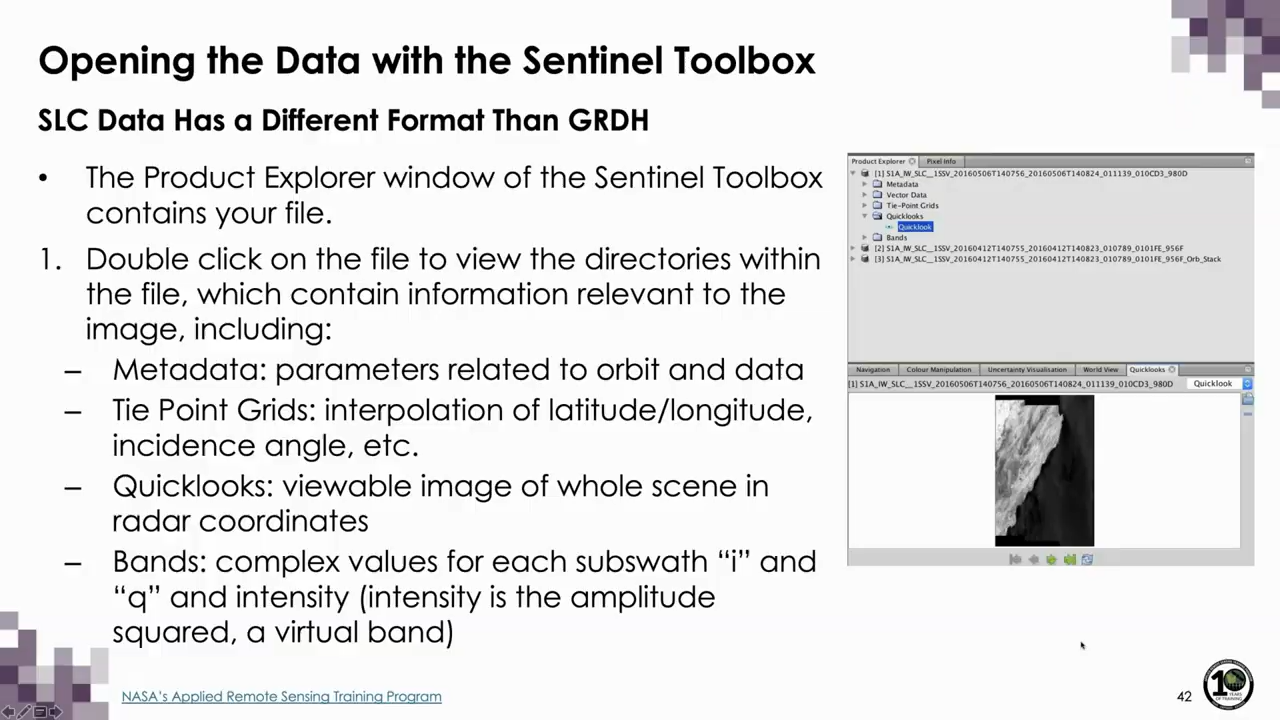 Opening the Data with the Sentinel Toolbox
SLC Data Has a Different Format Than GRDH
• The Product Explorer window of the Sentinel Toolbox
contains your file.
1. Double click on the file to view the directories within
the file, which contain information relevant to the
image, including:
– Metadata: parameters related to orbit and data
– Tie Point Grids: interpolation of latitude/longitude,
incidence angle, etc.
– Quicklooks: viewable image of whole scene in
radar coordinates
– Bands: complex values for each subswath “i” and
“q” and intensity (intensity is the amplitude
squared, a virtual band)
Product Explorer Pixel Info
[1] S1A_IW_SLC__1SSV_20160506T140756_20160506T140824_011139_010CD3_980D
Metadata
Vector Data
Tie-Point Grids
Quicklooks
Quicklook
Bands
[2] S1A_IW_SLC__1SSV_20160412T140755_20160412T140823_010789_0101FE_956F
[3] S1A_IW_SLC__1SSV_20160412T140755_20160412T140823_010789_0101FE_956F_Orb_Stack
Navigation Colour Manipulation Uncertainty Visualisation World View Quicklooks
[1] S1A_IW_SLC__1SSV_20160506T140756_20160506T140824_011139_010CD3_980D Quicklook
NASA's Applied Remote Sensing Training Program
42
10
YEARS
OF TRAINING